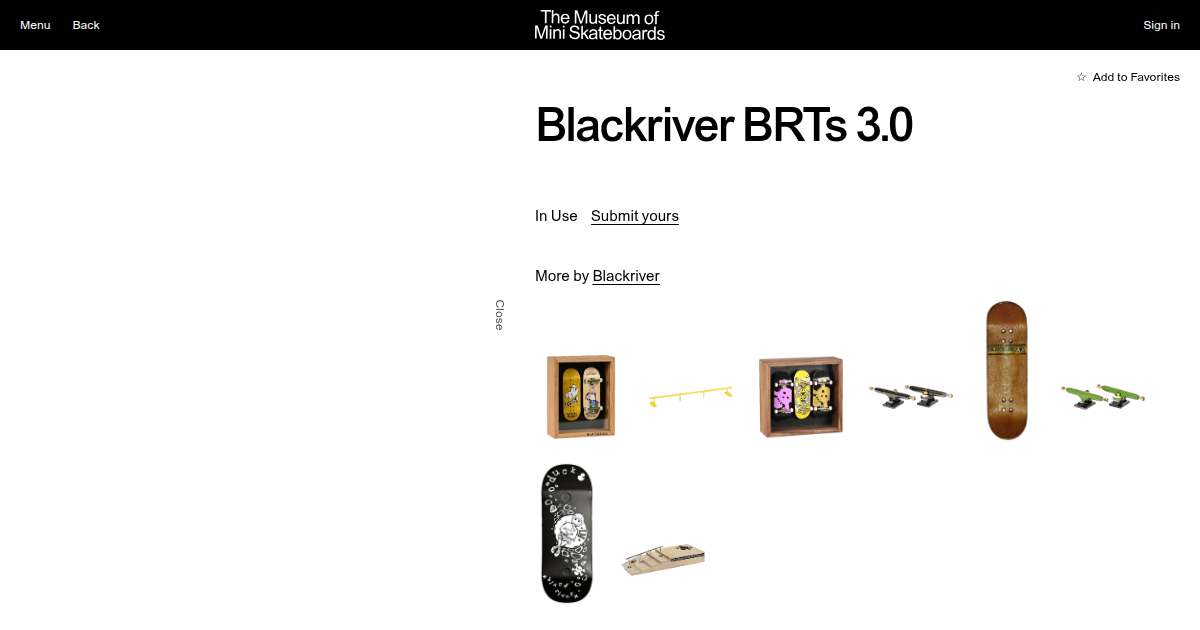 Menu Back
The Museum of
Mini Skateboards
Sign in
☆ Add to Favorites
Blackriver BRTs 3.0
In Use Submit yours
More by Blackriver
Close